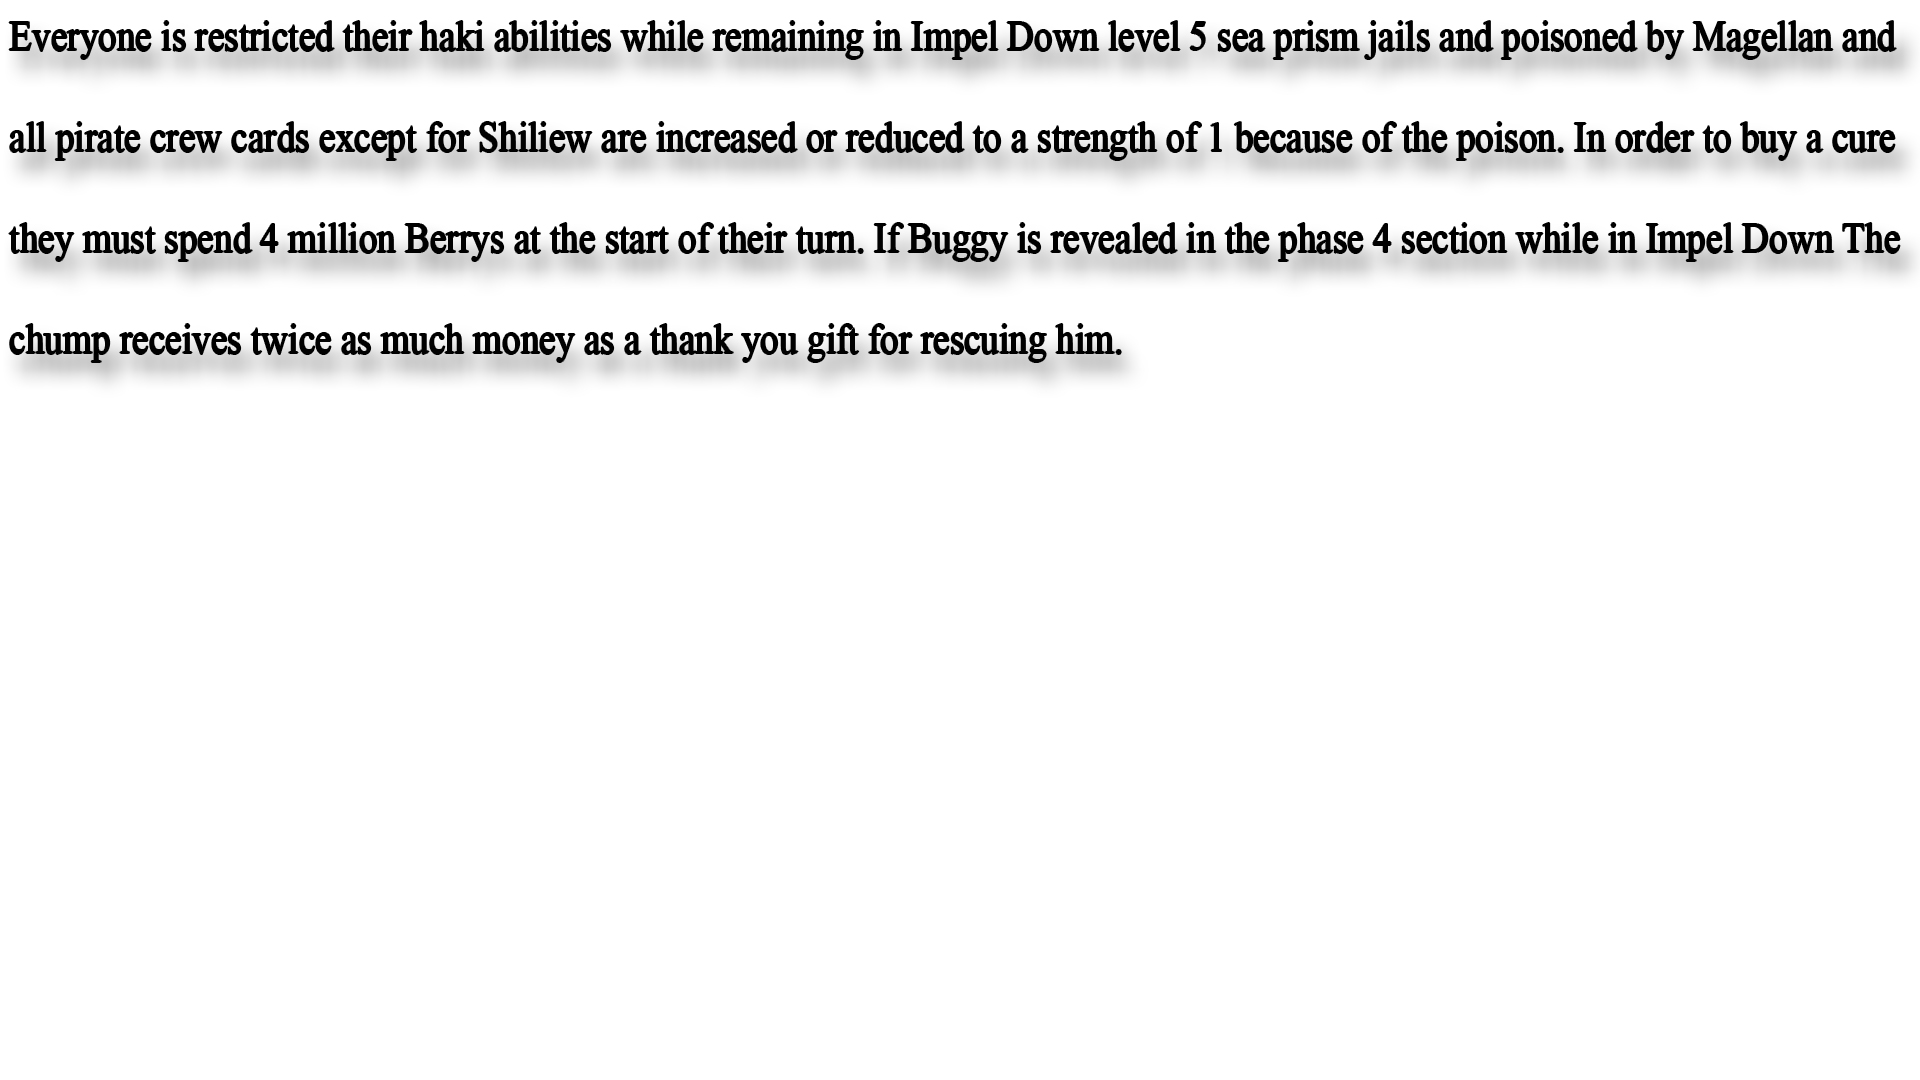 Everyone is restricted their haki abilities while remaining in Impel Down level 5 sea prism jails and poisoned by Magellan and
all pirate crew cards except for Shiliew are increased or reduced to a strength of 1 because of the poison. In order to buy a cure
they must spend 4 million Berrys at the start of their turn. If Buggy is revealed in the phase 4 section while in Impel Down The
chump receives twice as much money as a thank you gift for rescuing him.